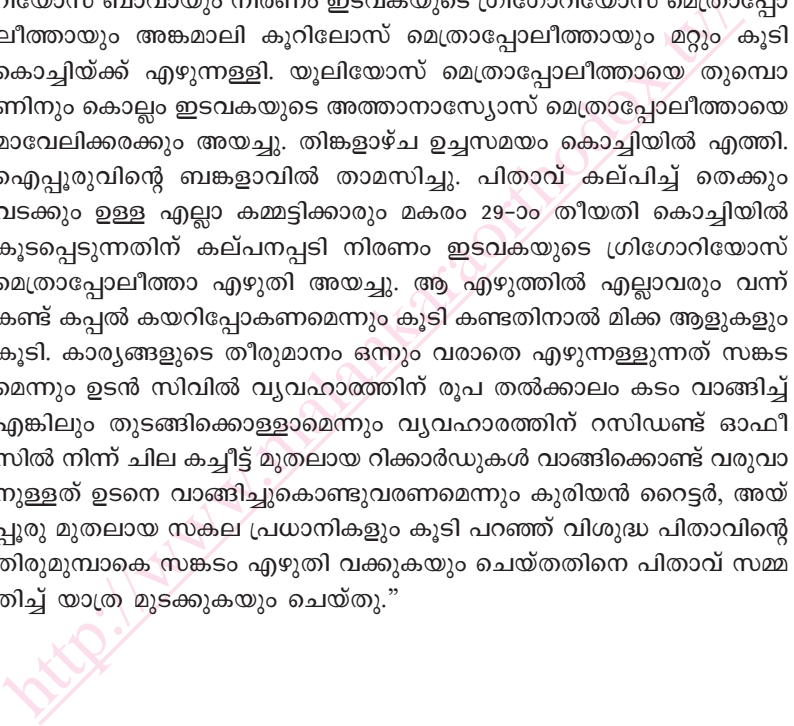 റിയോസ് ബാവായും നിരണം ഇടവകയുടെ ഗ്രിഗോറിയോസ് മെത്രാപ്പോ
ലീത്തായും അങ്കമാലി കൂറിലോസ് മെത്രാപ്പോലീത്തായും മറ്റും കൂടി
കൊച്ചിയ്ക്ക് എഴുന്നള്ളി. യൂലിയോസ് മെത്രാപ്പോലീത്തായെ തുമ്പൊ
ണിനും കൊല്ലം ഇടവകയുടെ അത്താനാസ്യോസ് മെത്രാപ്പോലീത്തായെ
മാവേലിക്കരക്കും അയച്ചു. തിങ്കളാഴ്ച ഉച്ചസമയം കൊച്ചിയിൽ എത്തി.
ഐപ്പൂരുവിന്റെ ബങ്കളാവിൽ താമസിച്ചു. പിതാവ് കല്പിച്ച് തെക്കും
വടക്കും ഉള്ള എല്ലാ കമ്മട്ടിക്കാരും മകരം 29-ാം തീയതി കൊച്ചിയിൽ
കൂടപ്പെടുന്നതിന് കല്പനപ്പടി നിരണം ഇടവകയുടെ ഗ്രിഗോറിയോസ്
മെത്രാപ്പോലീത്താ എഴുതി അയച്ചു. ആ എഴുത്തിൽ എല്ലാവരും വന്ന്
കണ്ട് കപ്പൽ കയറിപ്പോകണമെന്നും കൂടി കണ്ടതിനാൽ മിക്ക ആളുകളും
കൂടി. കാര്യങ്ങളുടെ തീരുമാനം ഒന്നും വരാതെ എഴുന്നള്ളുന്നത് സങ്കട
മെന്നും ഉടൻ സിവിൽ വ്യവഹാരത്തിന് രൂപ തൽക്കാലം കടം വാങ്ങിച്ച്
എങ്കിലും തുടങ്ങിക്കൊള്ളാമെന്നും വ്യവഹാരത്തിന് റസിഡണ്ട് ഓഫീ
സിൽ നിന്ന് ചില കച്ചീട്ട് മുതലായ റിക്കാർഡുകൾ വാങ്ങിക്കൊണ്ട് വരുവാ
നുള്ളത് ഉടനെ വാങ്ങിച്ചുകൊണ്ടുവരണമെന്നും കുരിയൻ റൈട്ടർ, അയ്
പ്പൂരു മുതലായ സകല പ്രധാനികളും കൂടി പറഞ്ഞ് വിശുദ്ധ പിതാവിന്റെ
തിരുമുമ്പാകെ സങ്കടം എഴുതി വക്കുകയും ചെയ്തതിനെ പിതാവ് സമ്മ
തിച്ച് യാത്ര മുടക്കുകയും ചെയ്തു.”
http://www.malankaraorthodox.tv/